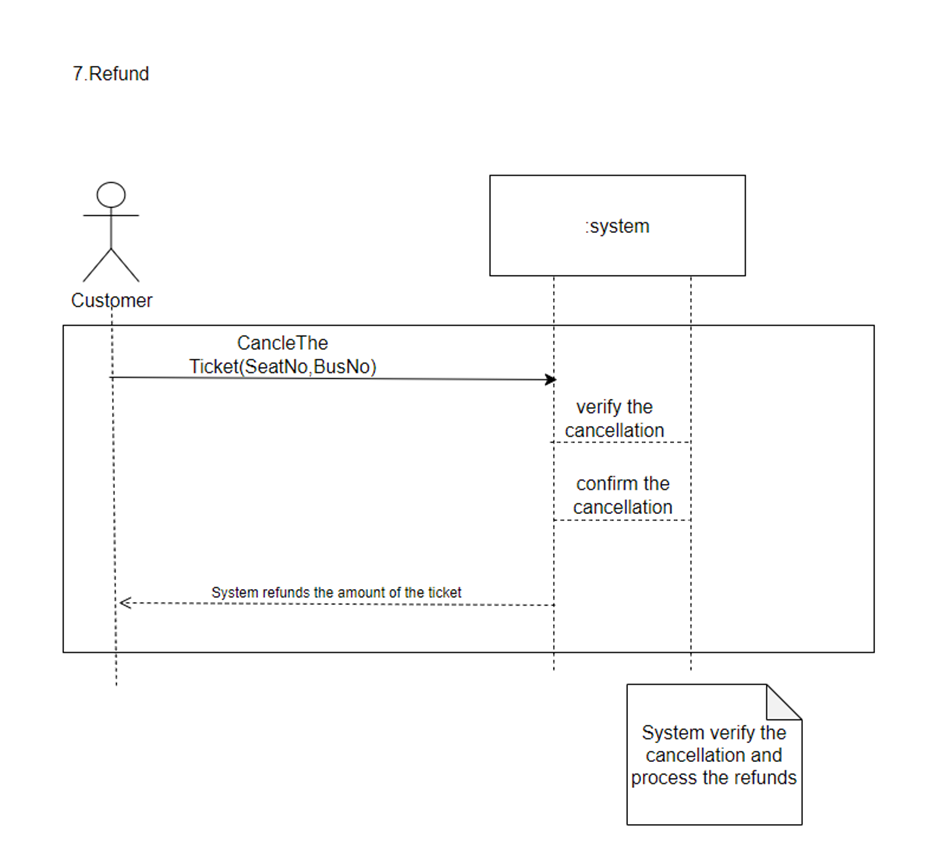 7.Refund
:system
Customer
CancleThe
Ticket(SeatNo,BusNo)
verify the
cancellation
confirm the
cancellation
System refunds the amount of the ticket
System verify the
cancellation and
process the refunds